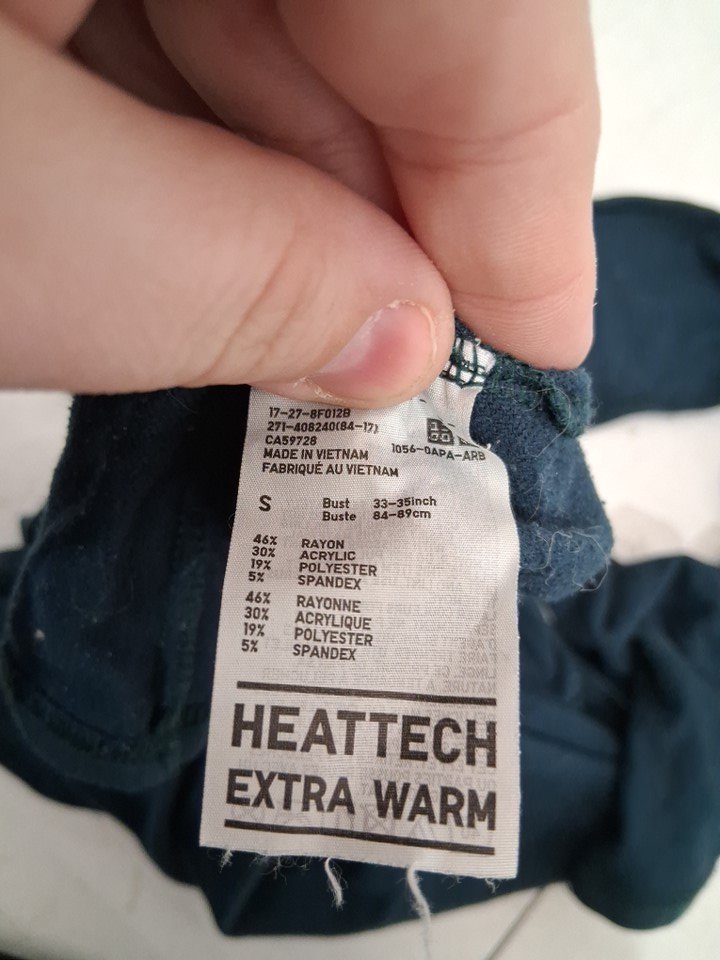 17-27-8F012B
271-408240(84-17)
CA59728
1056-0APA-ARB
MADE IN VIETNAM
FABRIQUÉ AU VIETNAM
S Bust 33-35inch
Buste 84-89cm
46% RAYON
30% ACRYLIC
19% POLYESTER
5% SPANDEX
46% RAYONNE
30% ACRYLIQUE
19% POLYESTER
5% SPANDEX
HEATTECH
EXTRA WARM